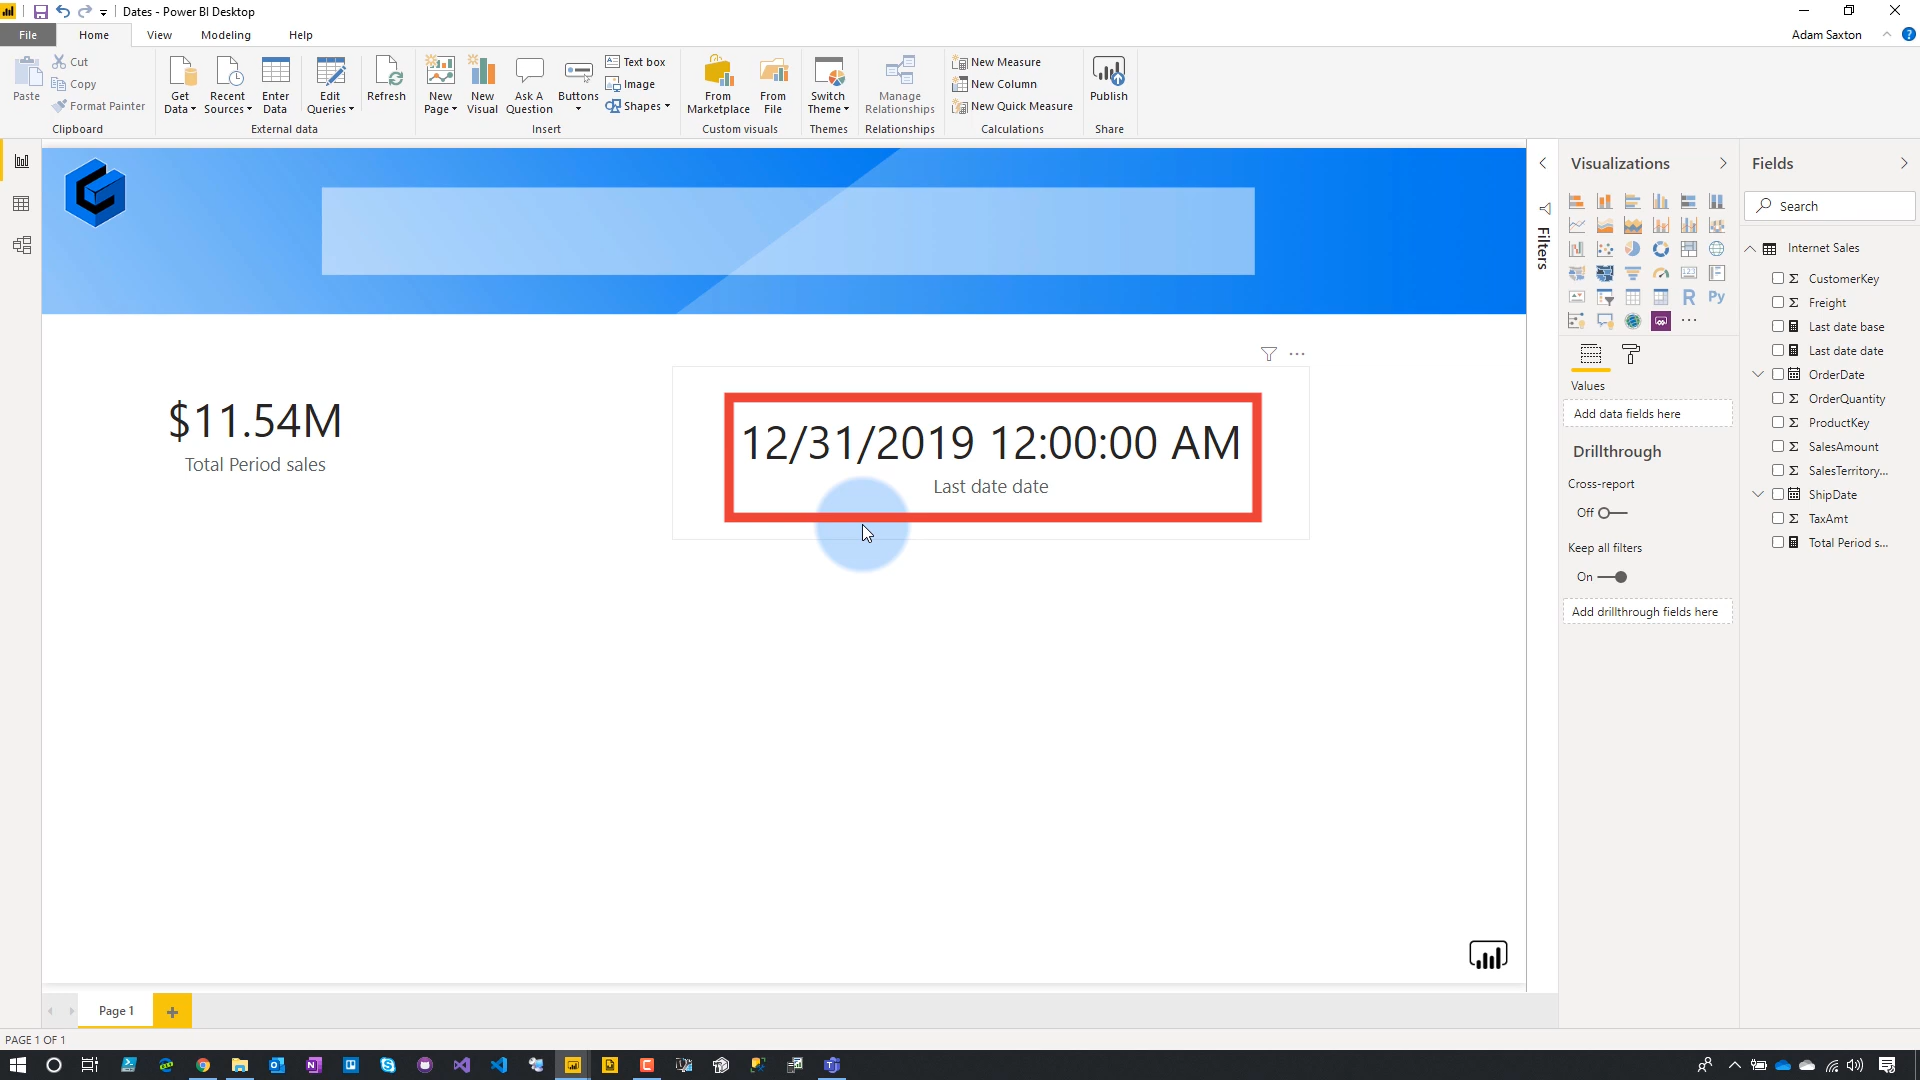 Dates - Power BI Desktop
File
Home
View
Modeling
Help
Adam Saxton
Paste
Cut
Copy
Format Painter
Clipboard
Get Data
Recent Sources
Enter Data
Edit Queries
Refresh
External data
New Page
New Visual
Ask A Question
Buttons
Text box
Image
Shapes
Insert
From Marketplace
From File
Custom visuals
Switch Theme
Themes
Manage Relationships
Relationships
New Measure
New Column
New Quick Measure
Calculations
Publish
Share
$11.54M
Total Period sales
12/31/2019 12:00:00 AM
Last date date
Filters
Visualizations
R
Py
Values
Add data fields here
Drillthrough
Cross-report
Off
Keep all filters
On
Add drillthrough fields here
Fields
Search
Internet Sales
CustomerKey
Freight
Last date base
Last date date
OrderDate
OrderQuantity
ProductKey
SalesAmount
SalesTerritory...
ShipDate
TaxAmt
Total Period s...
Page 1
PAGE 1 OF 1